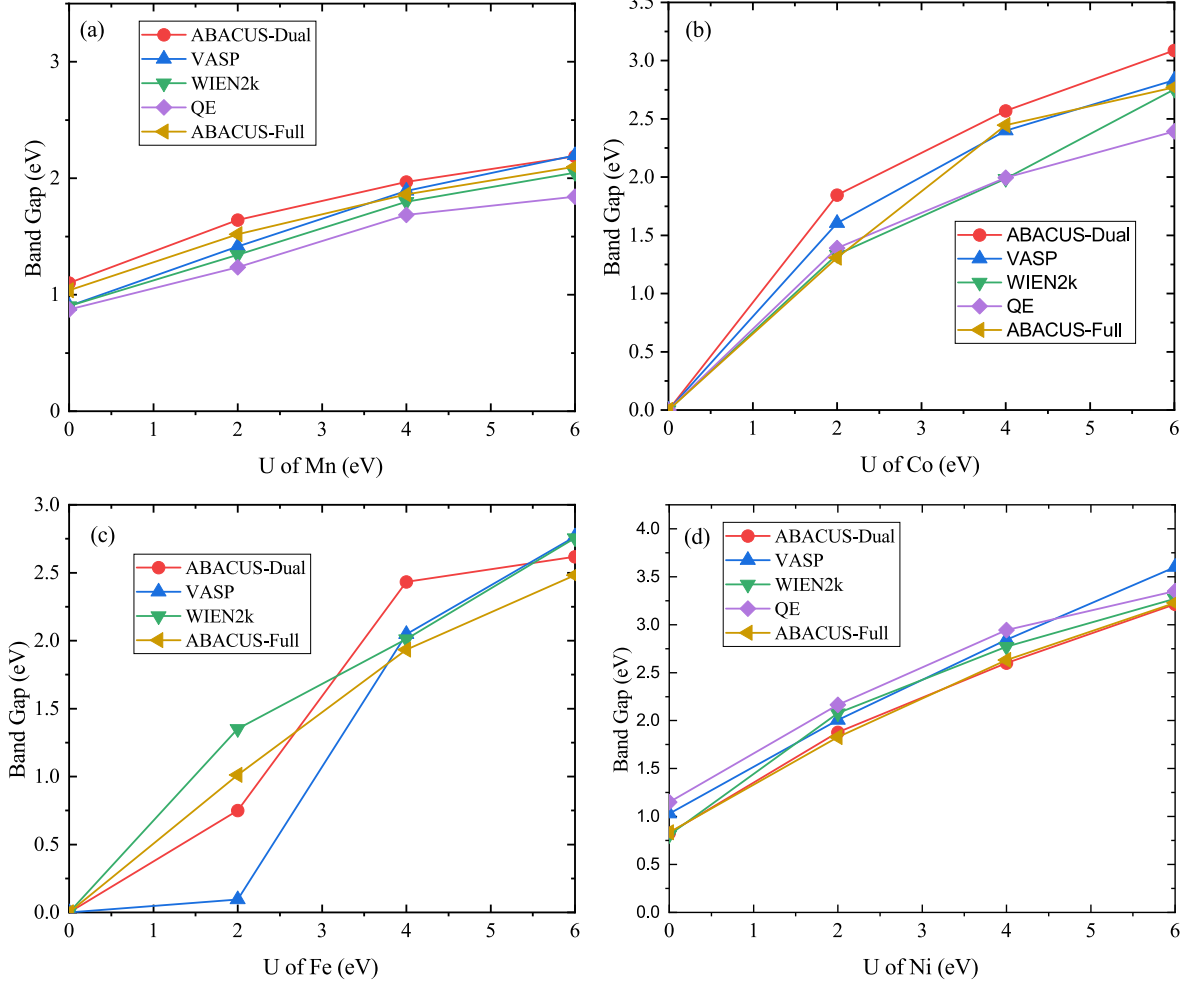 (a)
ABACUS-Dual
VASP
WIEN2k
QE
ABACUS-Full
3
2
1
0
Band Gap (eV)
0 1 2 3 4 5 6
U of Mn (eV)
(b)
3.5
3.0
2.5
2.0
1.5
1.0
0.5
0.0
Band Gap (eV)
ABACUS-Dual
VASP
WIEN2k
QE
ABACUS-Full
0 1 2 3 4 5 6
U of Co (eV)
(c)
3.0
2.5
2.0
1.5
1.0
0.5
0.0
Band Gap (eV)
ABACUS-Dual
VASP
WIEN2k
ABACUS-Full
0 1 2 3 4 5 6
U of Fe (eV)
(d)
4.0
3.5
3.0
2.5
2.0
1.5
1.0
0.5
0.0
Band Gap (eV)
ABACUS-Dual
VASP
WIEN2k
QE
ABACUS-Full
0 1 2 3 4 5 6
U of Ni (eV)